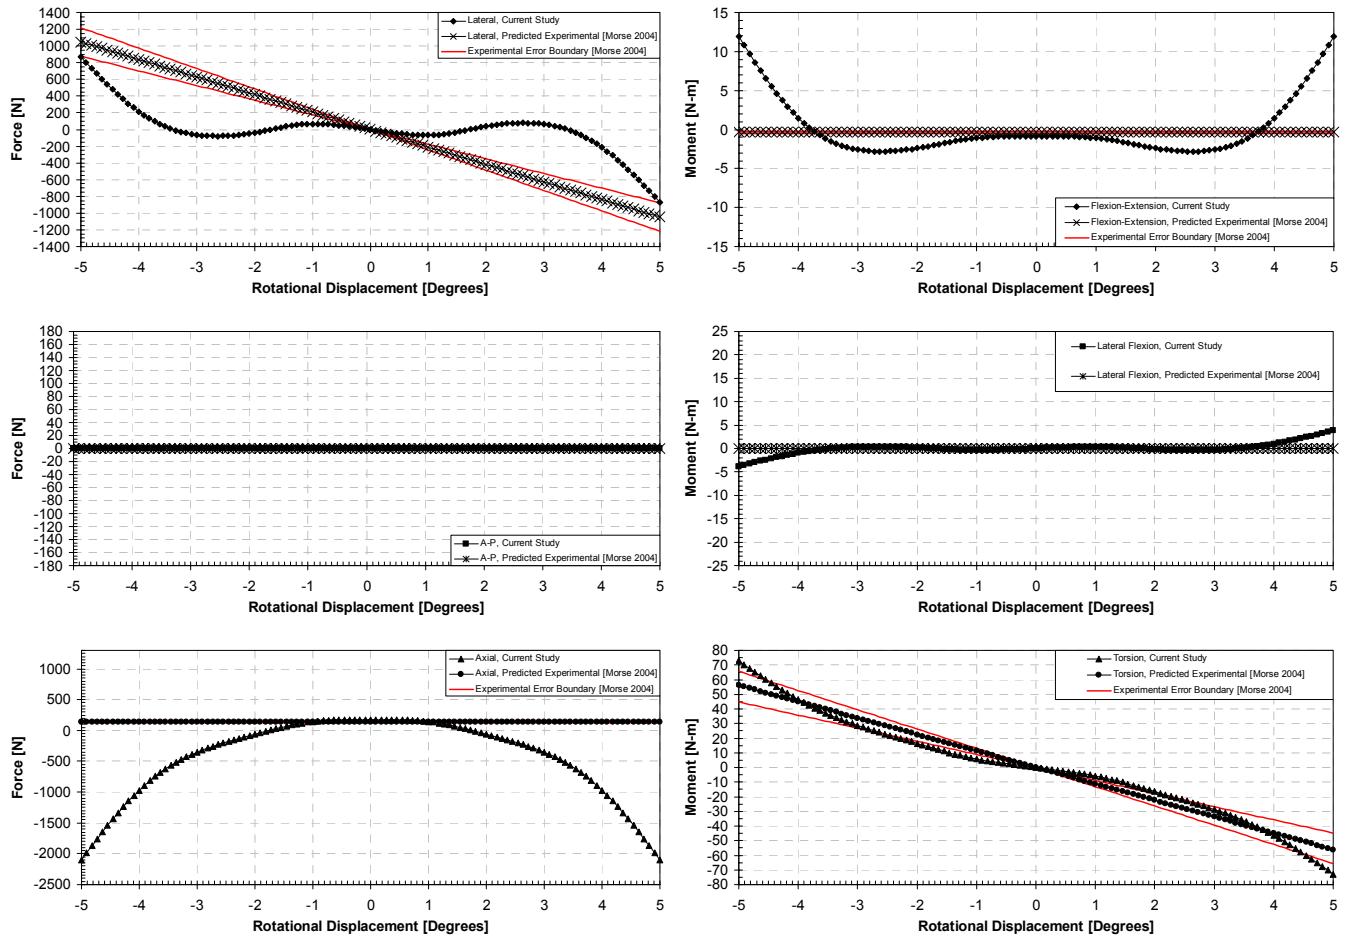 1400
1200
1000
800
600
400
200
0
-200
-400
-600
-800
-1000
-1200
-1400
Force [N]
Lateral, Current Study
Lateral, Predicted Experimental [Morse 2004]
Experimental Error Boundary [Morse 2004]
-5 -4 -3 -2 -1 0 1 2 3 4 5
Rotational Displacement [Degrees]
15
10
5
0
-5
-10
-15
Moment [N-m]
Flexion-Extension, Current Study
Flexion-Extension, Predicted Experimental [Morse 2004]
Experimental Error Boundary [Morse 2004]
-5 -4 -3 -2 -1 0 1 2 3 4 5
Rotational Displacement [Degrees]
180
160
140
120
100
80
60
40
20
0
-20
-40
-60
-80
-100
-120
-140
-160
-180
Force [N]
A-P, Current Study
A-P, Predicted Experimental [Morse 2004]
-5 -4 -3 -2 -1 0 1 2 3 4 5
Rotational Displacement [Degrees]
25
20
15
10
5
0
-5
-10
-15
-20
-25
Moment [N-m]
Lateral Flexion, Current Study
Lateral Flexion, Predicted Experimental [Morse 2004]
-5 -4 -3 -2 -1 0 1 2 3 4 5
Rotational Displacement [Degrees]
1000
500
0
-500
-1000
-1500
-2000
-2500
Force [N]
Axial, Current Study
Axial, Predicted Experimental [Morse 2004]
Experimental Error Boundary [Morse 2004]
-5 -4 -3 -2 -1 0 1 2 3 4 5
Rotational Displacement [Degrees]
80
70
60
50
40
30
20
10
0
-10
-20
-30
-40
-50
-60
-70
-80
Moment [N-m]
Torsion, Current Study
Torsion, Predicted Experimental [Morse 2004]
Experimental Error Boundary [Morse 2004]
-5 -4 -3 -2 -1 0 1 2 3 4 5
Rotational Displacement [Degrees]